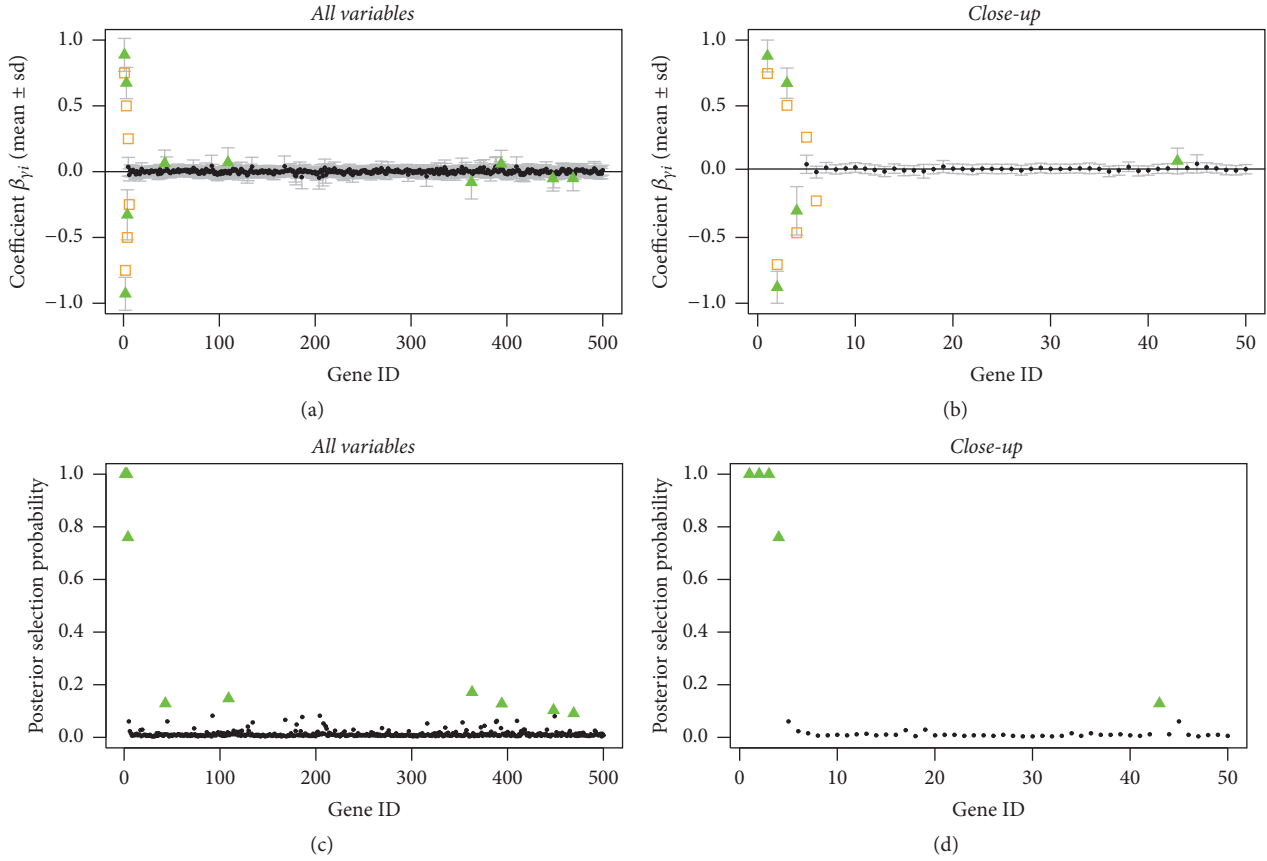 All variables
Coefficient βγi (mean ± sd)
1.0
0.5
0.0
−0.5
−1.0
0 100 200 300 400 500
Gene ID
(a)
Close-up
Coefficient βγi (mean ± sd)
1.0
0.5
0.0
−0.5
−1.0
0 10 20 30 40 50
Gene ID
(b)
All variables
Posterior selection probability
1.0
0.8
0.6
0.4
0.2
0.0
0 100 200 300 400 500
Gene ID
(c)
Close-up
Posterior selection probability
1.0
0.8
0.6
0.4
0.2
0.0
0 10 20 30 40 50
Gene ID
(d)